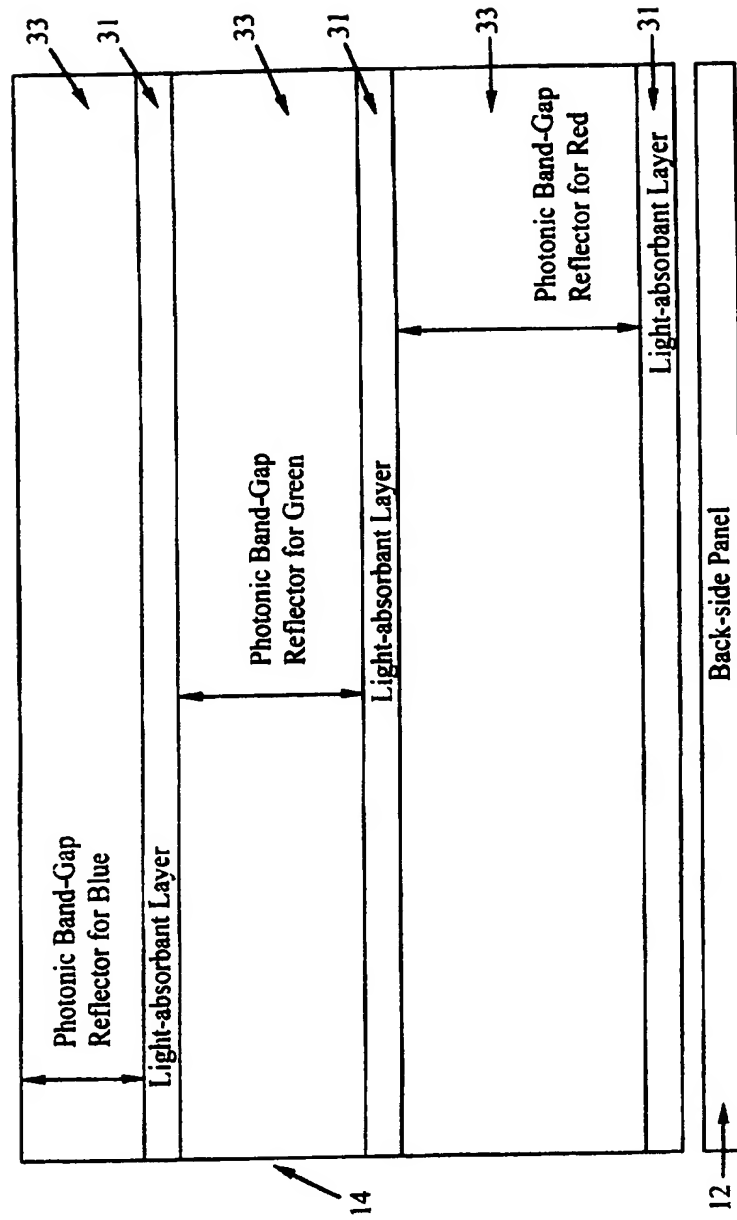 33
Photonic Band-Gap
Reflector for Blue
31
Light-absorbant Layer
33
Photonic Band-Gap
Reflector for Green
31
14
Light-absorbant Layer
33
Photonic Band-Gap
Reflector for Red
31
Light-absorbant Layer
12
Back-side Panel